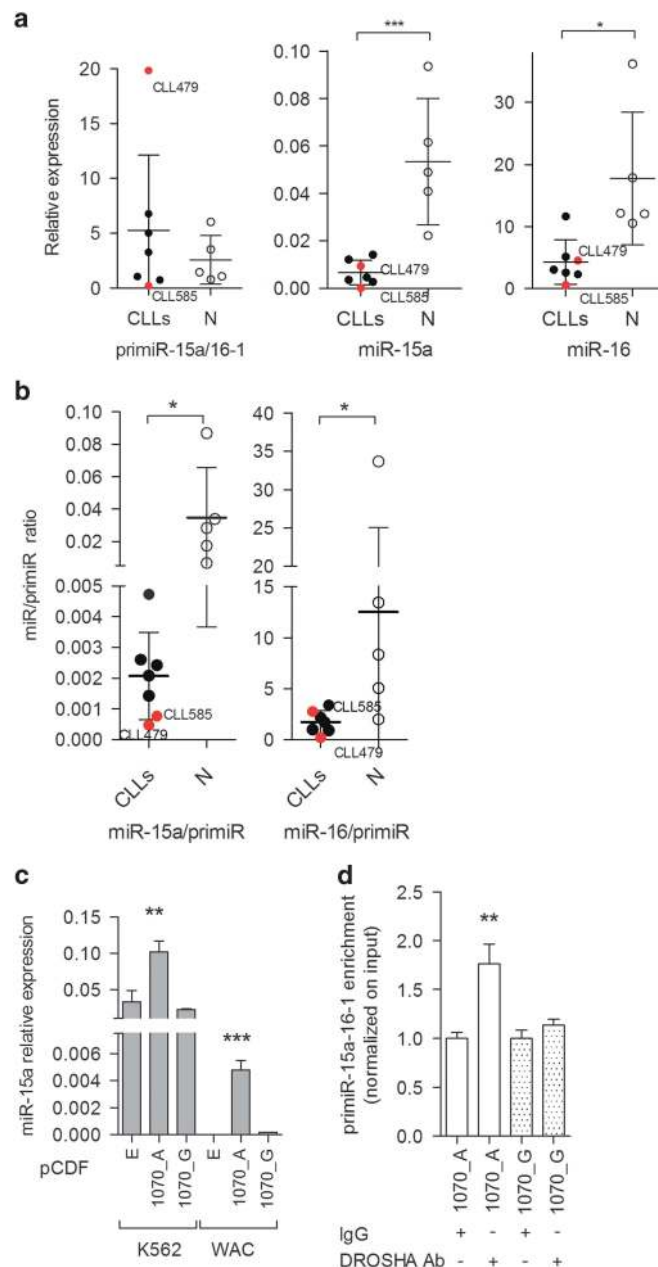 a
Relative expression
20
15
10
5
0
CLL479
CLL585
CLLs
N
primiR-15a/16-1
***
0.10
0.08
0.06
0.04
0.02
0.00
CLL479
CLL585
CLLs
N
miR-15a
*
30
20
10
0
CLL479
CLL585
CLLs
N
miR-16
b
miR/primiR ratio
*
0.10
0.08
0.06
0.04
0.02
0.005
0.004
0.003
0.002
0.001
0.000
CLL585
CLL479
CLLs
N
miR-15a/primiR
*
40
35
30
25
20
15
10
5
0
CLL585
CLL479
CLLs
N
miR-16/primiR
c
miR-15a relative expression
0.15
0.10
0.05
0.006
0.004
0.002
0.000
**
***
pCDF
E
1070_A
1070_G
E
1070_A
1070_G
K562
WAC
d
primiR-15a-16-1 enrichment
(normalized on input)
2.5
2.0
1.5
1.0
0.5
0.0
**
1070_A
1070_A
1070_G
1070_G
IgG + - + -
DROSHA Ab - + - +